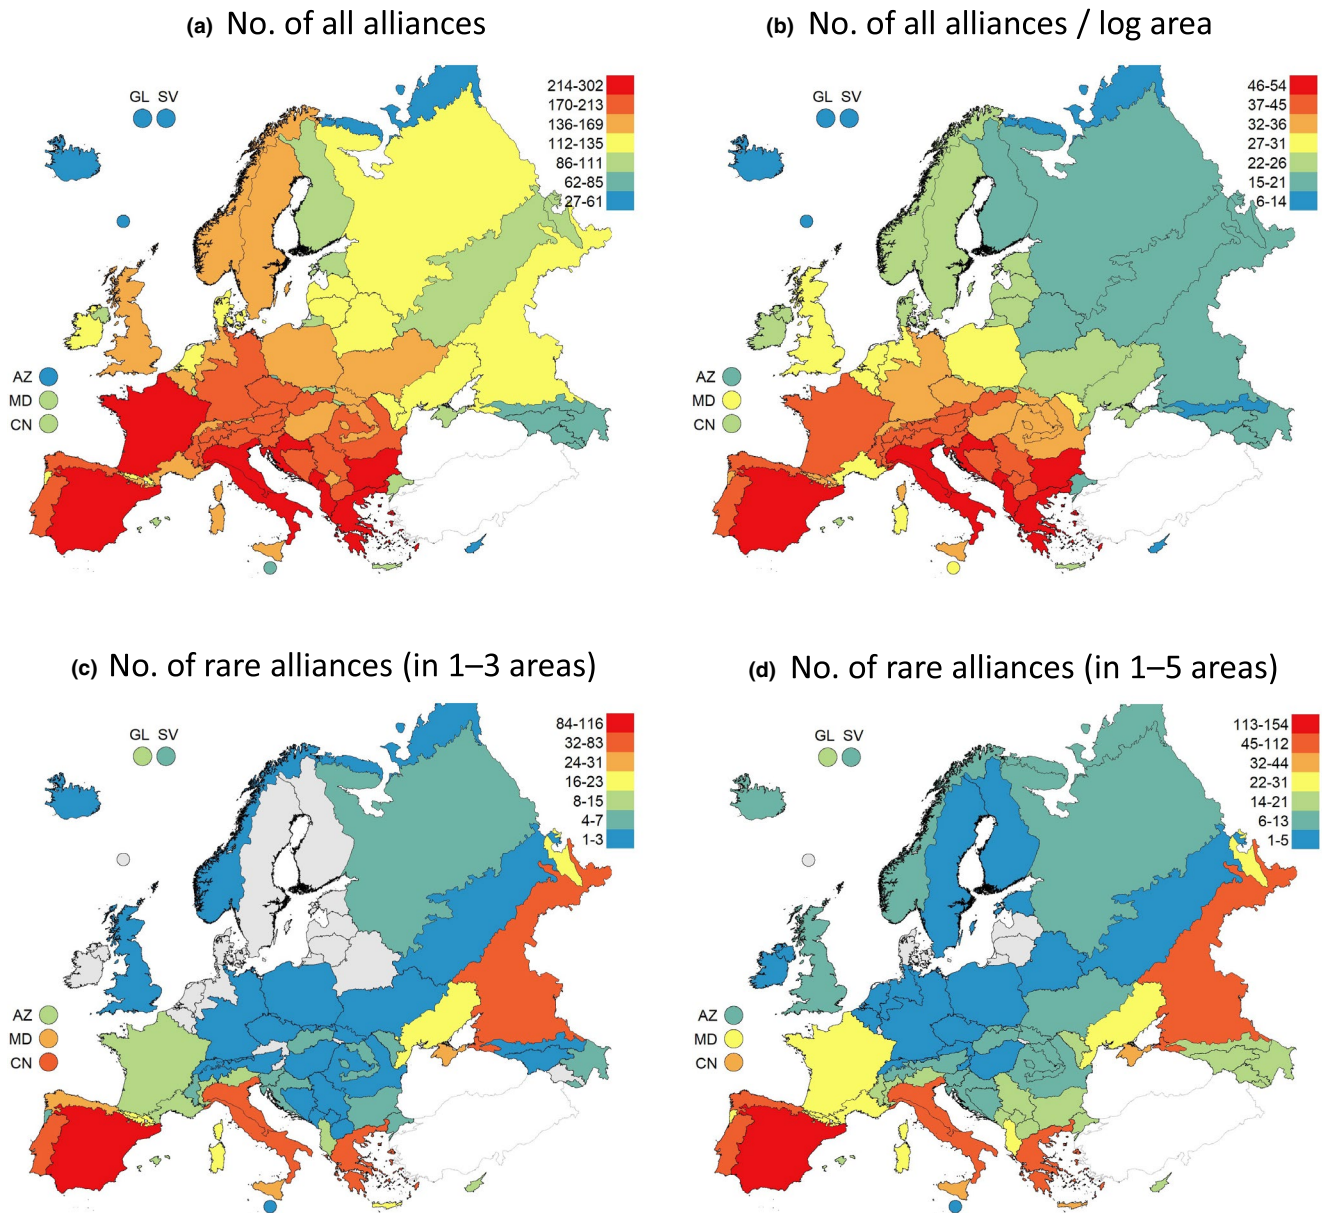 (a) No. of all alliances
GL SV
214-302
170-213
136-169
112-135
86-111
62-85
27-61
AZ
MD
CN
(b) No. of all alliances / log area
GL SV
46-54
37-45
32-36
27-31
22-26
15-21
6-14
AZ
MD
CN
(c) No. of rare alliances (in 1–3 areas)
GL SV
84-116
32-83
24-31
16-23
8-15
4-7
1-3
AZ
MD
CN
(d) No. of rare alliances (in 1–5 areas)
GL SV
113-154
45-112
32-44
22-31
14-21
6-13
1-5
AZ
MD
CN